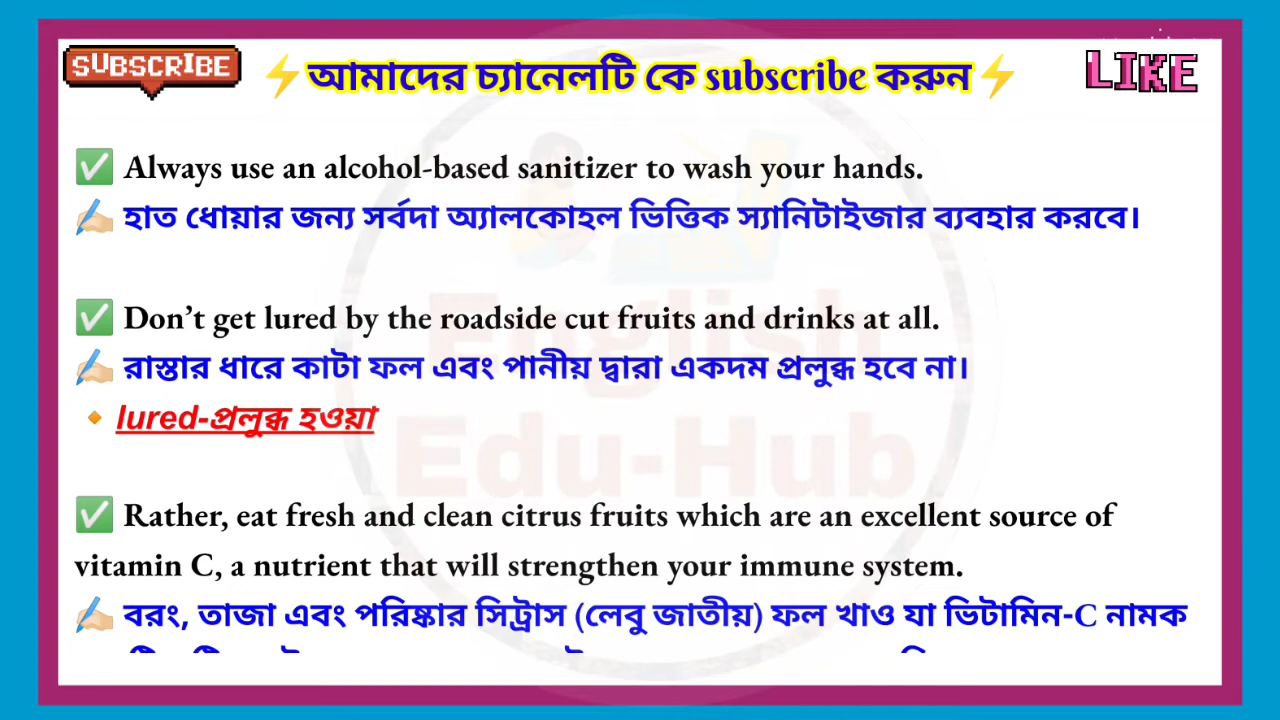 SUBSCRIBE ⚡আমাদের চ্যানেলটি কে subscribe করুন⚡ LIKE
✅ Always use an alcohol-based sanitizer to wash your hands.
✍🏻 হাত ধোয়ার জন্য সর্বদা অ্যালকোহল ভিত্তিক স্যানিটাইজার ব্যবহার করবে।
✅ Don’t get lured by the roadside cut fruits and drinks at all.
✍🏻 রাস্তার ধারে কাটা ফল এবং পানীয় দ্বারা একদম প্রলুব্ধ হবে না।
🔸 lured-প্রলুব্ধ হওয়া
✅ Rather, eat fresh and clean citrus fruits which are an excellent source of
vitamin C, a nutrient that will strengthen your immune system.
✍🏻 বরং, তাজা এবং পরিষ্কার সিট্রাস (লেবু জাতীয়) ফল খাও যা ভিটামিন-C নামক
English
Edu-Hub